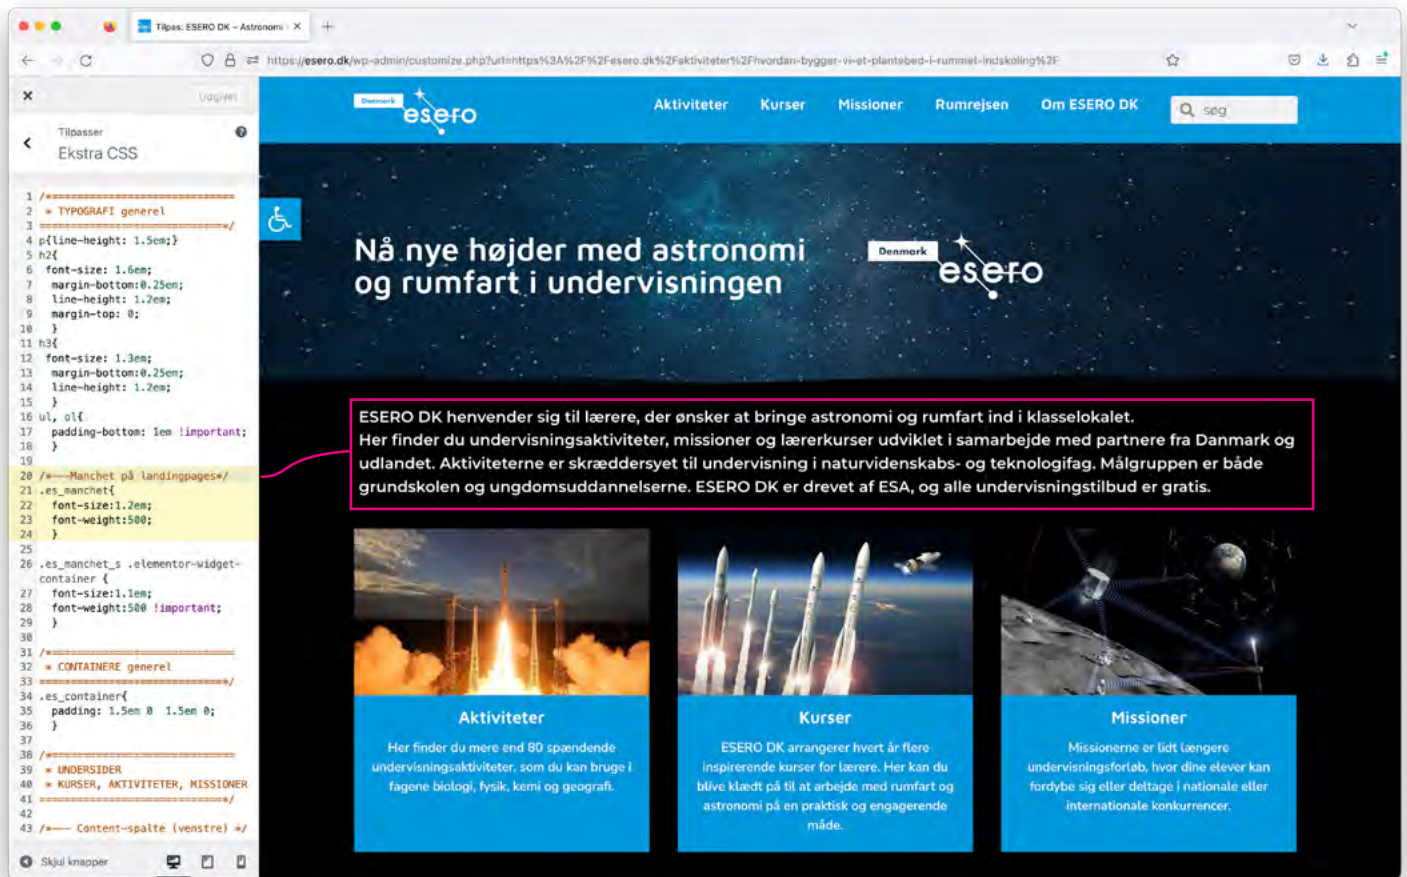 Tilpas: ESERO DK – Astronomi
https://esero.dk/wp-admin/customize.php?url=https%3A%2F%2Fesero.dk%2Faktiviteter%2Fhvordan-bygger-vi-et-plantebed-i-rummet-indskoling%2F
Udgivet
Tilpasser
Ekstra CSS
1 /*==============================
2 * TYPOGRAFI generel
3 ==============================*/
4 p{line-height: 1.5em;}
5 h2{
6 font-size: 1.6em;
7 margin-bottom:0.25em;
8 line-height: 1.2em;
9 margin-top: 0;
10 }
11 h3{
12 font-size: 1.3em;
13 margin-bottom:0.25em;
14 line-height: 1.2em;
15 }
16 ul, ol{
17 padding-bottom: 1em !important;
18 }
19
20 /*---Manchet på landingpages*/
21 .es_manchet{
22 font-size:1.2em;
23 font-weight:500;
24 }
25
26 .es_manchet_s .elementor-widget-
container {
27 font-size:1.1em;
28 font-weight:500 !important;
29 }
30
31 /*==============================
32 * CONTAINERE generel
33 ==============================*/
34 .es_container{
35 padding: 1.5em 0 1.5em 0;
36 }
37
38 /*==============================
39 * UNDERSIDER
40 * KURSER, AKTIVITETER, MISSIONER
41 ==============================*/
42
43 /*--- Content-spalte (venstre) */
Skjul knapper
Denmark
esero
Aktiviteter Kurser Missioner Rumrejsen Om ESERO DK søg
Nå nye højder med astronomi
og rumfart i undervisningen
Denmark
esero
ESERO DK henvender sig til lærere, der ønsker at bringe astronomi og rumfart ind i klasselokalet.
Her finder du undervisningsaktiviteter, missioner og lærerkurser udviklet i samarbejde med partnere fra Danmark og
udlandet. Aktiviteterne er skræddersyet til undervisning i naturvidenskabs- og teknologifag. Målgruppen er både
grundskolen og ungdomsuddannelserne. ESERO DK er drevet af ESA, og alle undervisningstilbud er gratis.
Aktiviteter
Her finder du mere end 80 spændende
undervisningsaktiviteter, som du kan bruge i
fagene biologi, fysik, kemi og geografi.
Kurser
ESERO DK arrangerer hvert år flere
inspirerende kurser for lærere. Her kan du
blive klædt på til at arbejde med rumfart og
astronomi på en praktisk og engagerende
måde.
Missioner
Missionerne er lidt længere
undervisningsforløb, hvor dine elever kan
fordybe sig eller deltage i nationale eller
internationale konkurrencer.